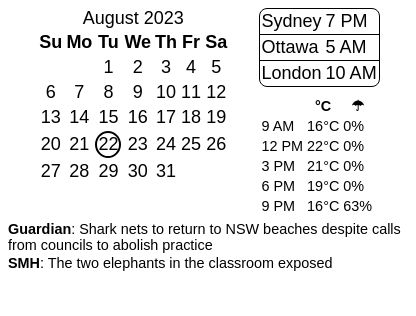 August 2023
Su Mo Tu We Th Fr Sa
1 2 3 4 5
6 7 8 9 10 11 12
13 14 15 16 17 18 19
20 21 22 23 24 25 26
27 28 29 30 31
Sydney 7 PM
Ottawa 5 AM
London 10 AM
°C ☂
9 AM 16°C 0%
12 PM 22°C 0%
3 PM 21°C 0%
6 PM 19°C 0%
9 PM 16°C 63%
Guardian: Shark nets to return to NSW beaches despite calls
from councils to abolish practice
SMH: The two elephants in the classroom exposed